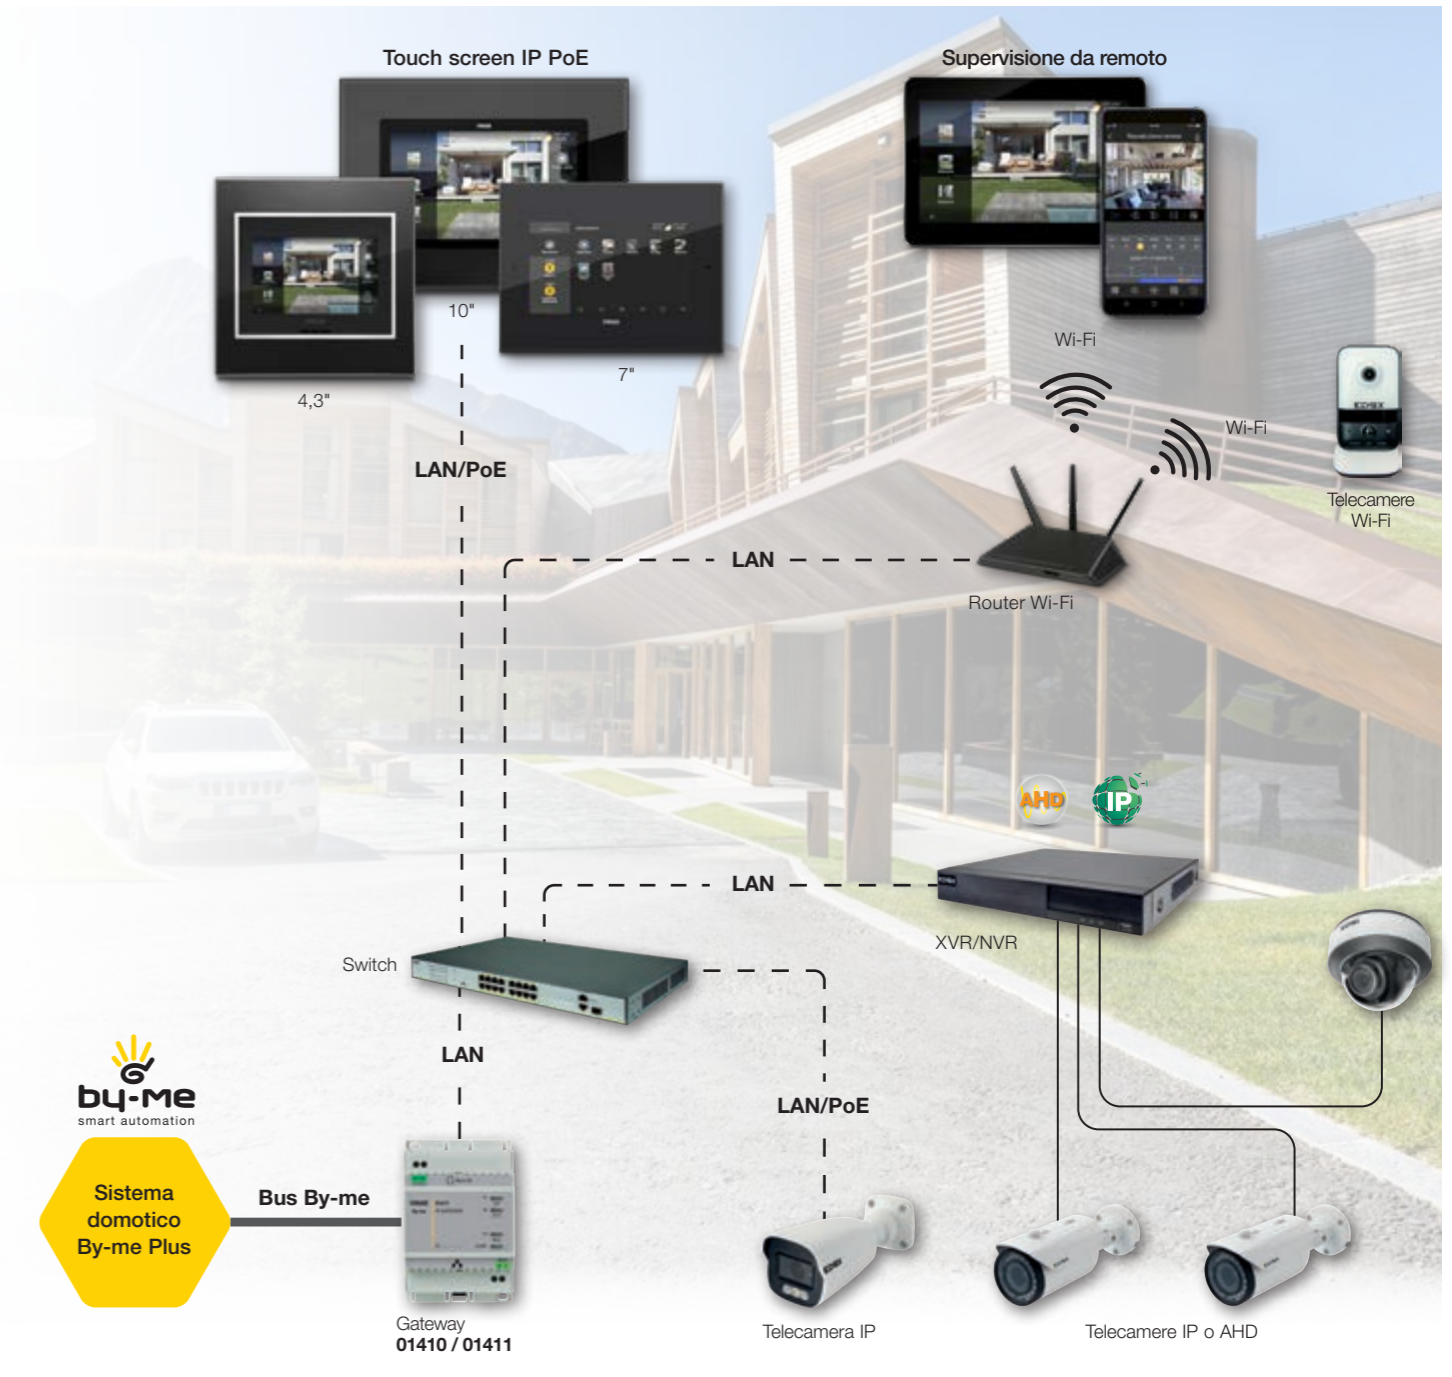 Touch screen IP PoE
Supervisione da remoto
10"
7"
4,3"
Wi-Fi
Wi-Fi
Telecamere
Wi-Fi
LAN/PoE
LAN
Router Wi-Fi
AHD
IP
LAN
XVR/NVR
Switch
LAN
LAN/PoE
by-me
smart automation
Sistema
domotico
By-me Plus
Bus By-me
Gateway
01410 / 01411
Telecamera IP
Telecamere IP o AHD